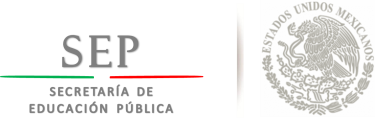 SEP
SECRETARÍA DE
EDUCACIÓN PÚBLICA
ESTADOS UNIDOS MEXICANOS